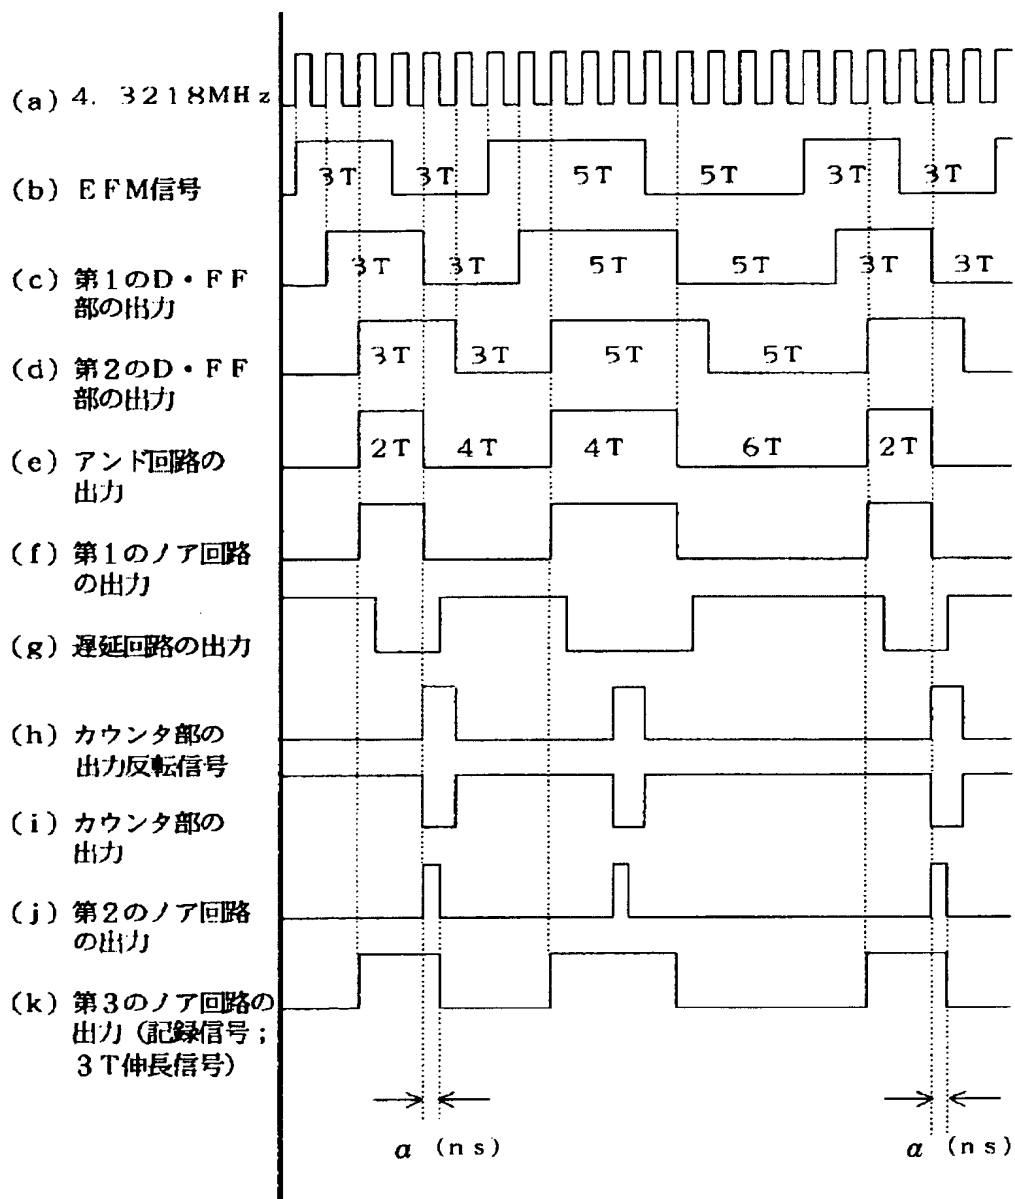 (a) 4. 3218MHz
(b) EFM信号
3T 3T 5T 5T 3T 3T
(c) 第1のD・FF
部の出力
3T 3T 5T 5T 3T 3T
(d) 第2のD・FF
部の出力
3T 3T 5T 5T
(e) アンド回路の
出力
2T 4T 4T 6T 2T
(f) 第1のノア回路
の出力
(g) 遅延回路の出力
(h) カウンタ部の
出力反転信号
(i) カウンタ部の
出力
(j) 第2のノア回路
の出力
(k) 第3のノア回路の
出力(記録信号;
3T伸長信号)
α (ns) α (ns)